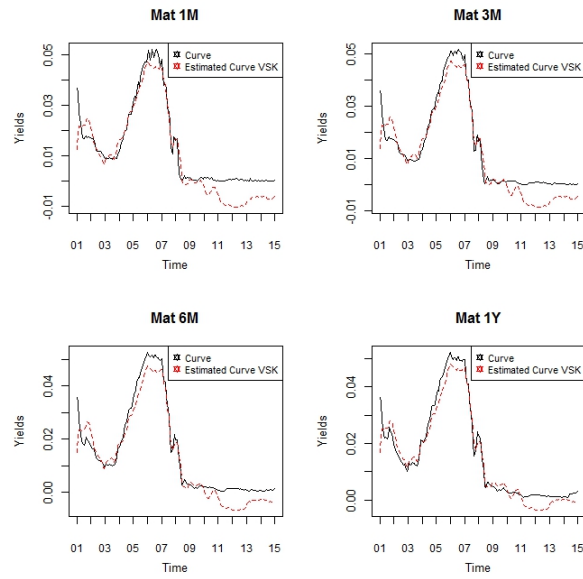 Mat 1M
Yields
0.05
0.03
0.01
-0.01
Curve
Estimated Curve VSK
01 03 05 07 09 11 13 15
Time
Mat 3M
Yields
0.05
0.03
0.01
-0.01
Curve
Estimated Curve VSK
01 03 05 07 09 11 13 15
Time
Mat 6M
Yields
0.04
0.02
0.00
Curve
Estimated Curve VSK
01 03 05 07 09 11 13 15
Time
Mat 1Y
Yields
0.04
0.02
0.00
Curve
Estimated Curve VSK
01 03 05 07 09 11 13 15
Time